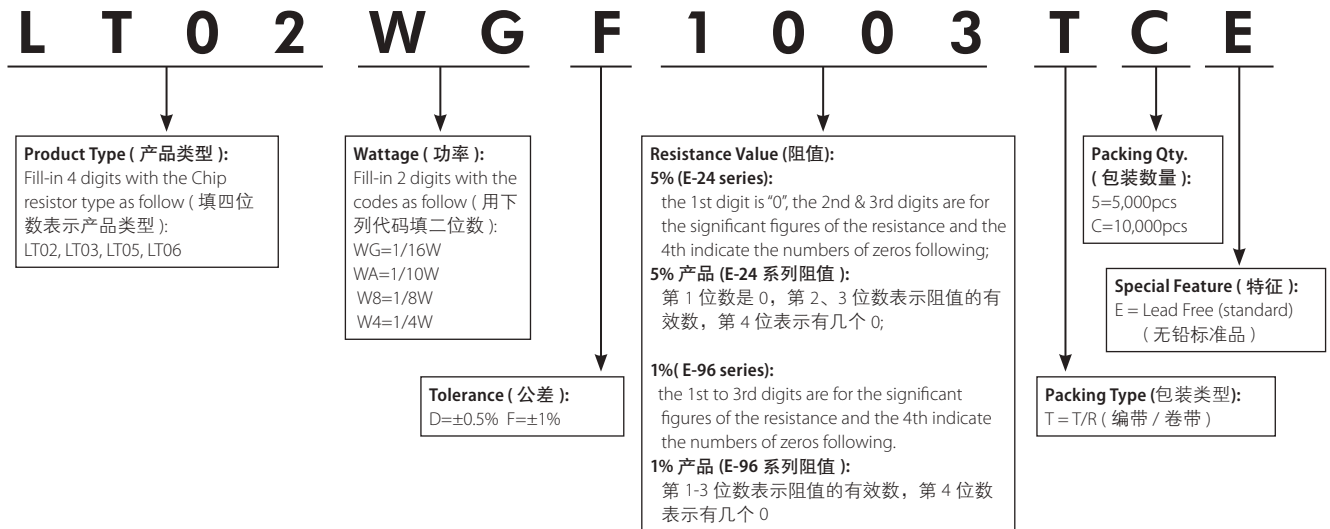 L T 0 2 W G F 1 0 0 3 T C E
Product Type ( 产品类型 ):
Fill-in 4 digits with the Chip
resistor type as follow ( 填四位
数表示产品类型 ):
LT02, LT03, LT05, LT06
Wattage ( 功率 ):
Fill-in 2 digits with the
codes as follow ( 用下
列代码填二位数 ):
WG=1/16W
WA=1/10W
W8=1/8W
W4=1/4W
Tolerance ( 公差 ):
D=±0.5% F=±1%
Resistance Value (阻值):
5% (E-24 series):
the 1st digit is “0”, the 2nd & 3rd digits are for
the significant figures of the resistance and the
4th indicate the numbers of zeros following;
5% 产品 (E-24 系列阻值 ):
第 1 位数是 0，第 2、3 位数表示阻值的有
效数，第 4 位表示有几个 0;
1%( E-96 series):
the 1st to 3rd digits are for the significant
figures of the resistance and the 4th indicate
the numbers of zeros following.
1% 产品 (E-96 系列阻值 ):
第 1-3 位数表示阻值的有效数，第 4 位数
表示有几个 0
Packing Qty.
( 包装数量 ):
5=5,000pcs
C=10,000pcs
Special Feature ( 特征 ):
E = Lead Free (standard)
( 无铅标准品 )
Packing Type (包装类型):
T = T/R ( 编带 / 卷带 )